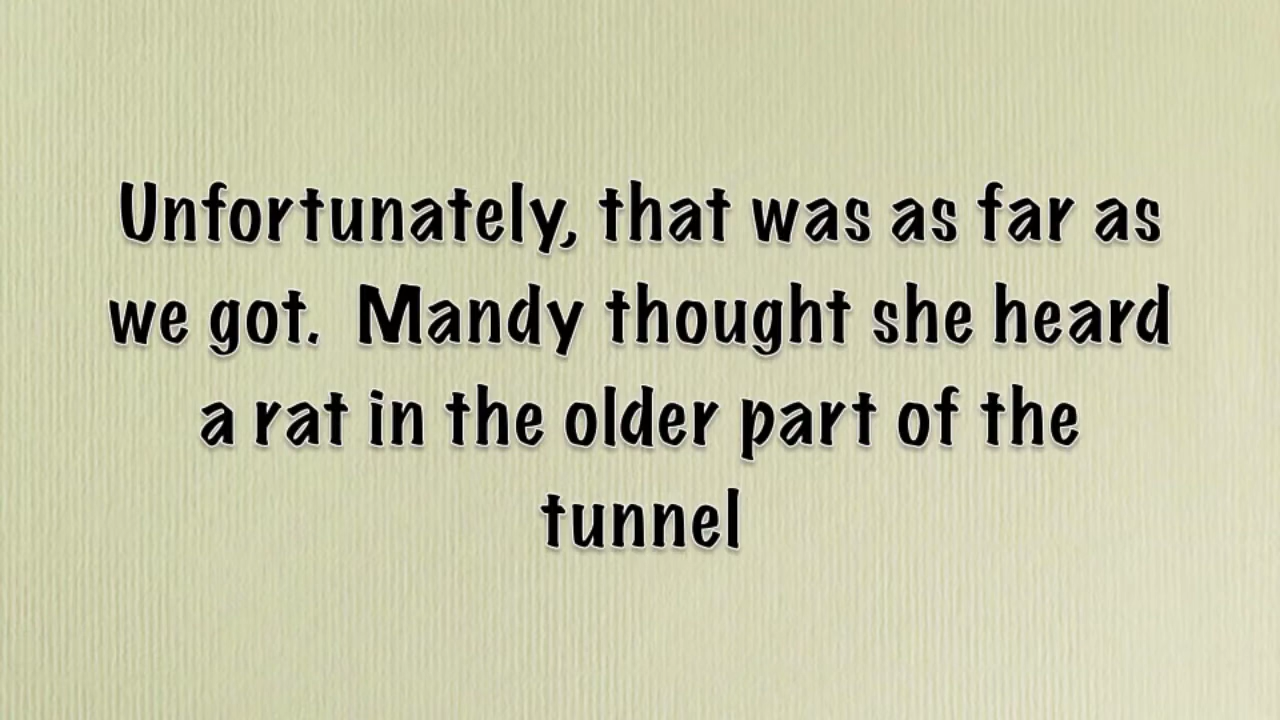 Unfortunately, that was as far as
we got.  Mandy thought she heard
a rat in the older part of the
tunnel